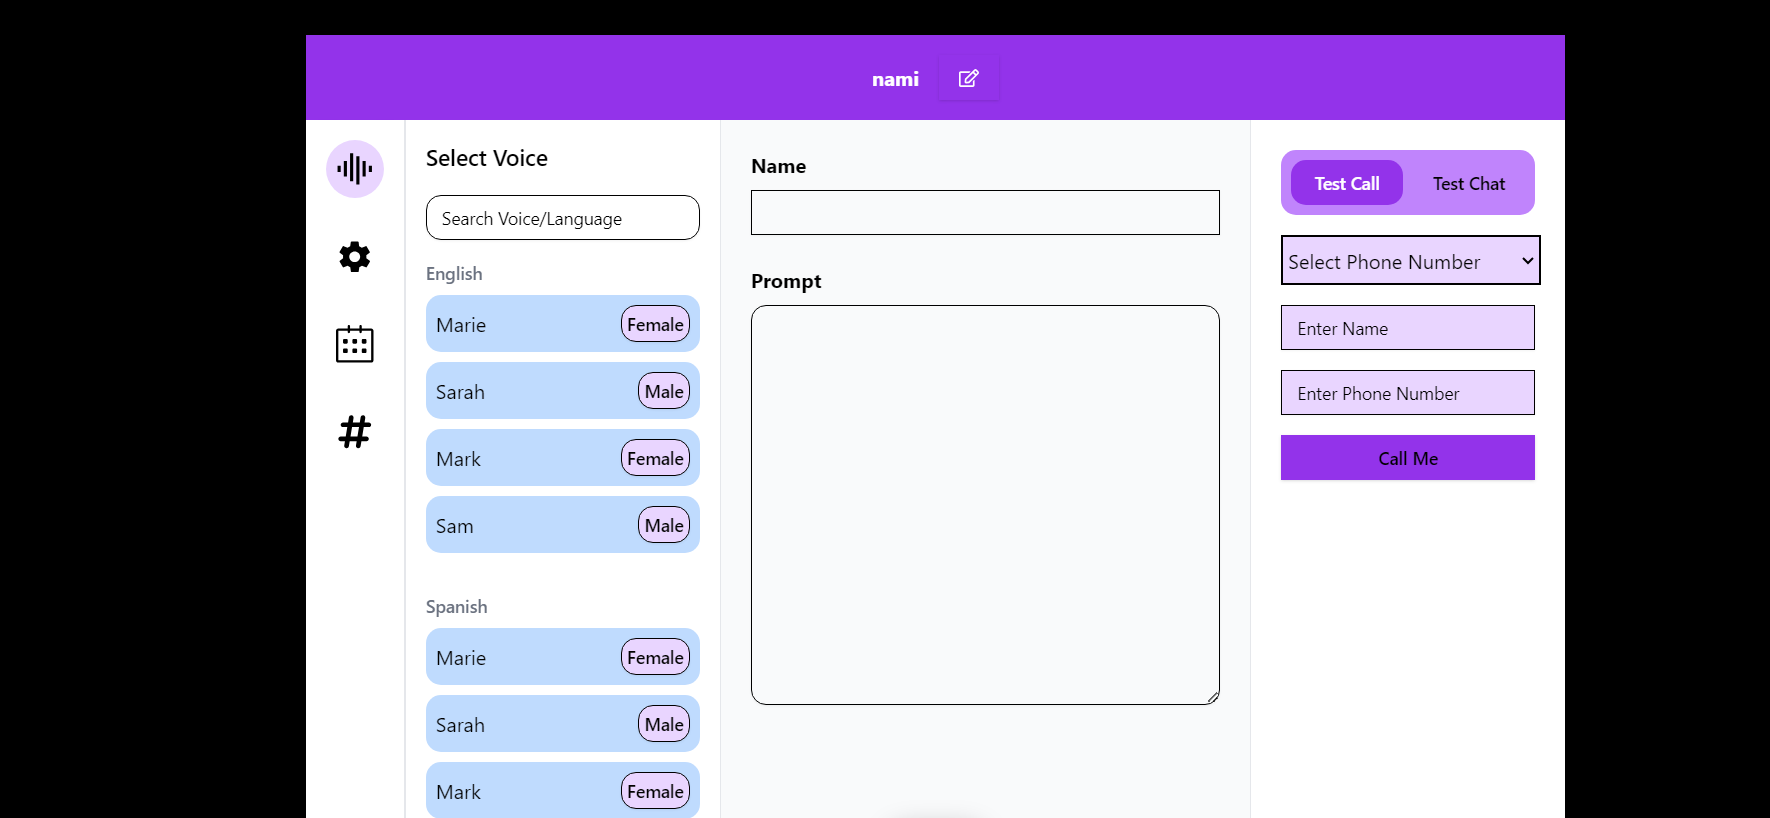 nami
Select Voice
Search Voice/Language
English
Marie Female
Sarah Male
Mark Female
Sam Male
Spanish
Marie Female
Sarah Male
Mark Female
Name
Prompt
Test Call Test Chat
Select Phone Number
Enter Name
Enter Phone Number
Call Me